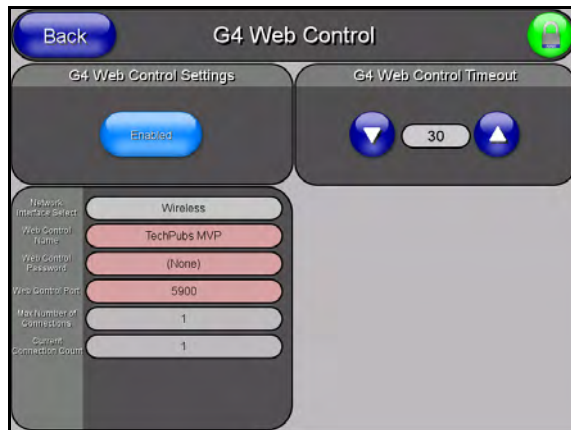 Back
G4 Web Control
G4 Web Control Settings
Enabled
G4 Web Control Timeout
30
Network
Interface Select
Wireless
Web Control
Name
TechPubs MVP
Web Control
Password
(None)
Web Control Port
5900
Max Number of
Connections
1
Current
Connection Count
1